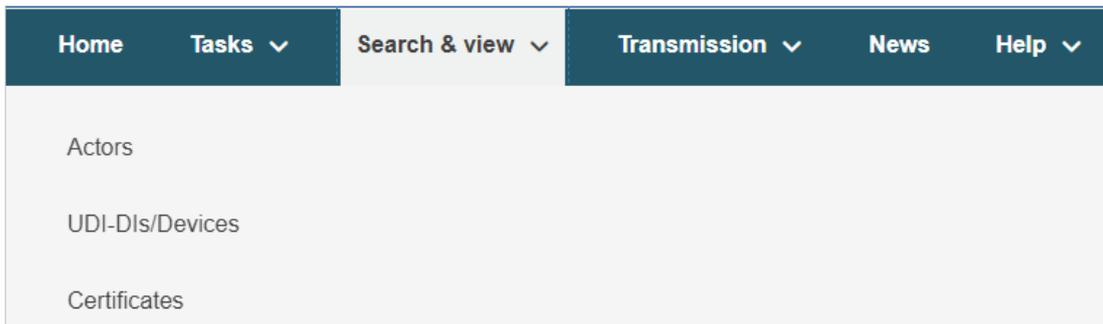 Home Tasks Search & view Transmission News Help
Actors
UDI-DIs/Devices
Certificates